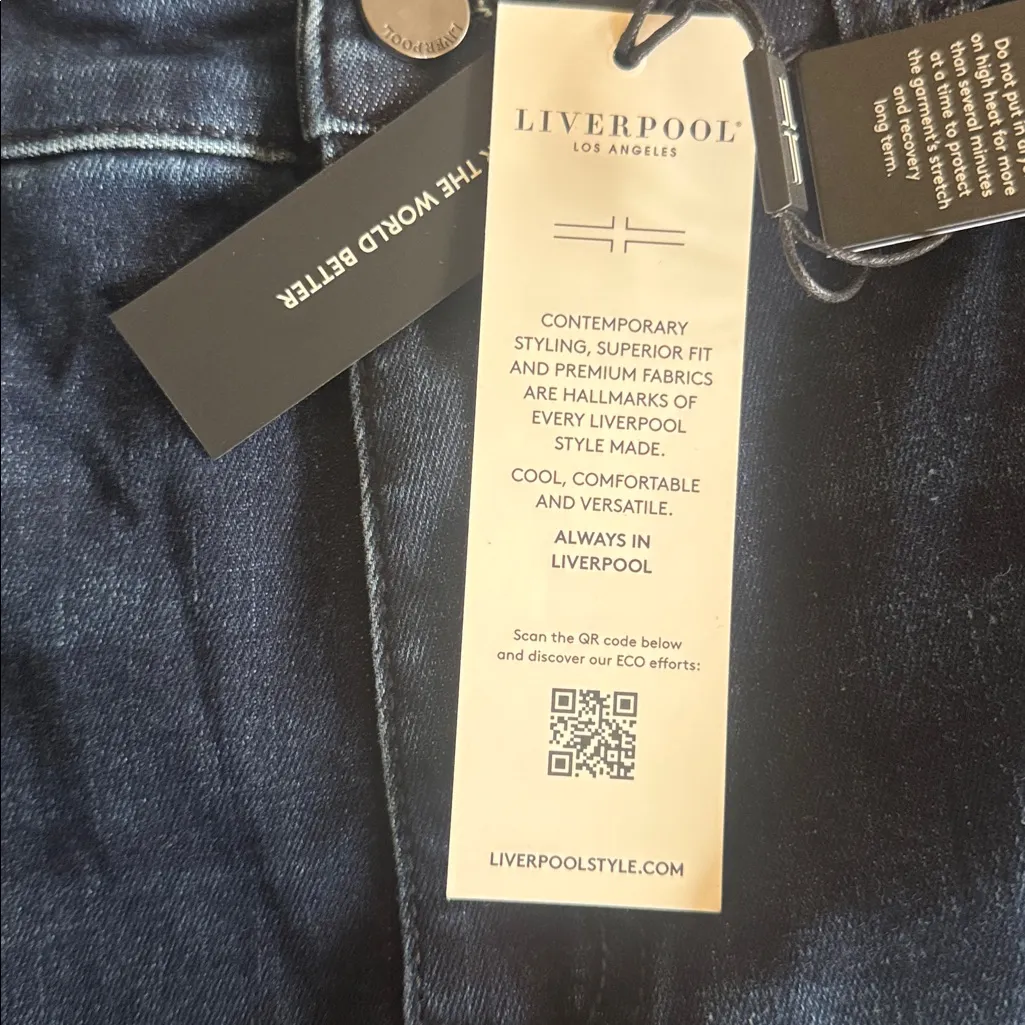 LIVERPOOL
THE WORLD BETTER
LIVERPOOL®
LOS ANGELES
CONTEMPORARY
STYLING, SUPERIOR FIT
AND PREMIUM FABRICS
ARE HALLMARKS OF
EVERY LIVERPOOL
STYLE MADE.
COOL, COMFORTABLE
AND VERSATILE.
ALWAYS IN
LIVERPOOL
Scan the QR code below
and discover our ECO efforts:
LIVERPOOLSTYLE.COM
Do not put in
on high heat for more
than several minutes
at a time to protect
the garment's stretch
and recovery
long term.